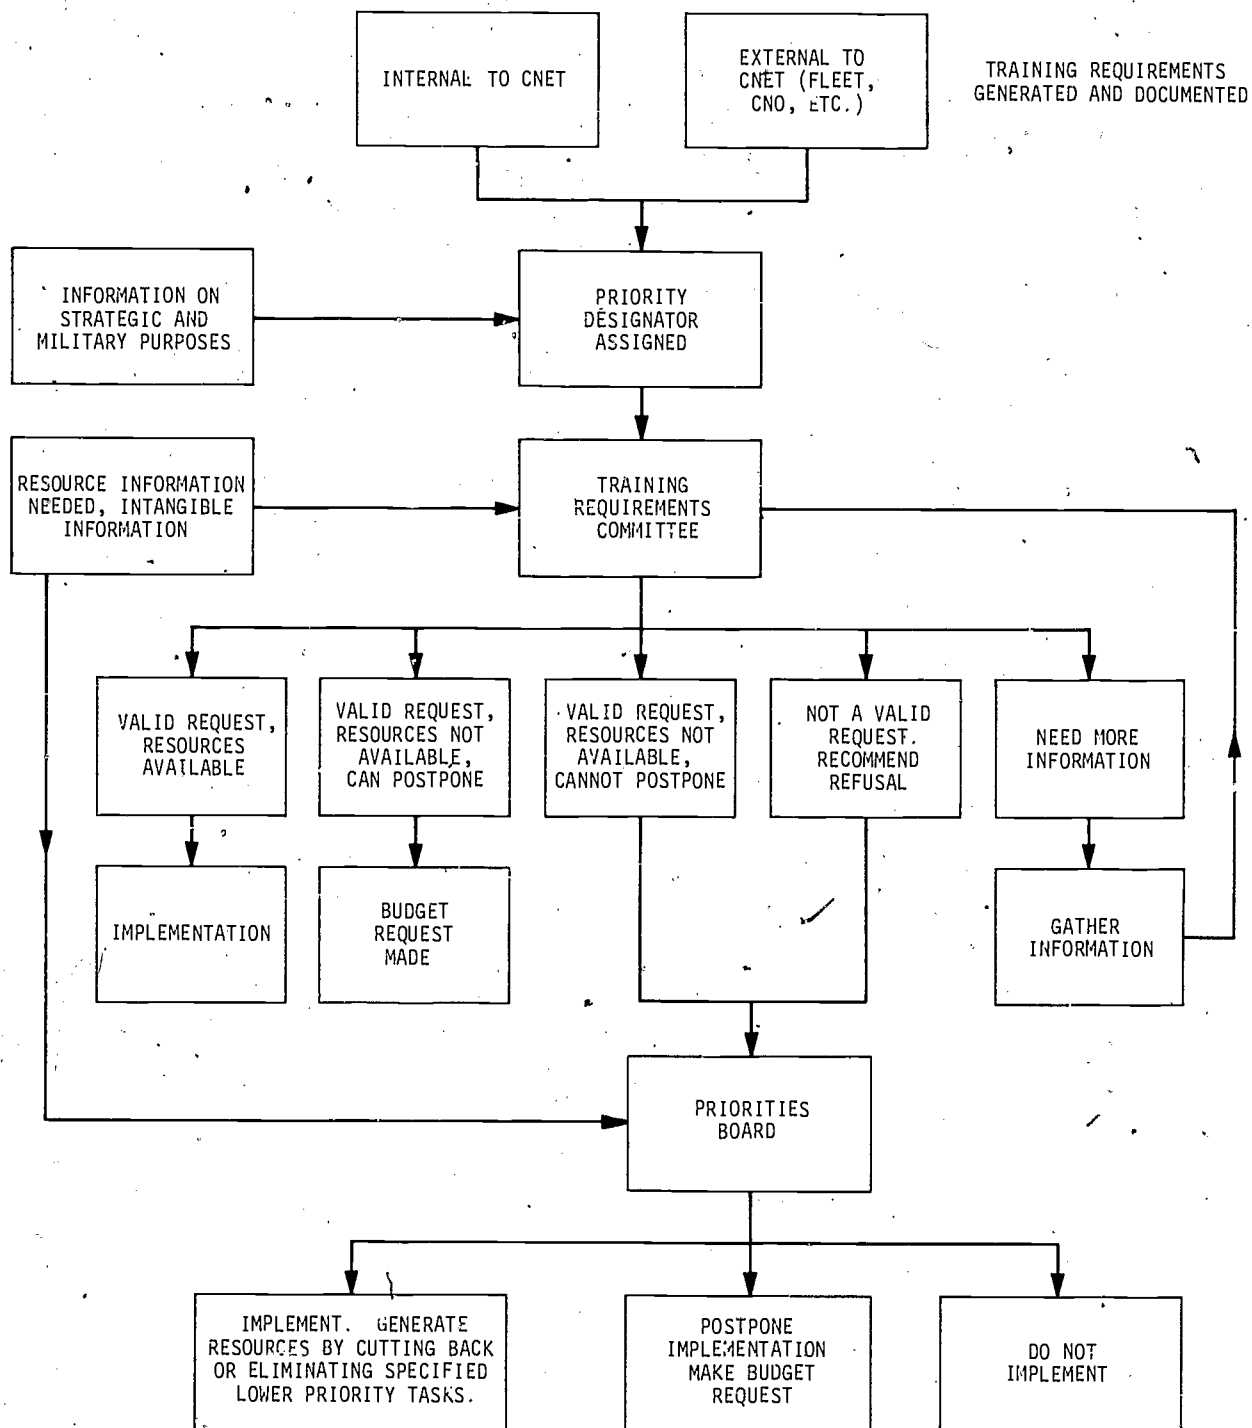 INTERNAL TO CNET
EXTERNAL TO
CNET (FLEET,
CNO, ETC.)
TRAINING REQUIREMENTS
GENERATED AND DOCUMENTED
INFORMATION ON
STRATEGIC AND
MILITARY PURPOSES
PRIORITY
DESIGNATOR
ASSIGNED
RESOURCE INFORMATION
NEEDED, INTANGIBLE
INFORMATION
TRAINING
REQUIREMENTS
COMMITTEE
VALID REQUEST,
RESOURCES
AVAILABLE
VALID REQUEST,
RESOURCES NOT
AVAILABLE,
CAN POSTPONE
VALID REQUEST,
RESOURCES NOT
AVAILABLE,
CANNOT POSTPONE
NOT A VALID
REQUEST.
RECOMMEND
REFUSAL
NEED MORE
INFORMATION
IMPLEMENTATION
BUDGET
REQUEST
MADE
GATHER
INFORMATION
PRIORITIES
BOARD
IMPLEMENT. GENERATE
RESOURCES BY CUTTING BACK
OR ELIMINATING SPECIFIED
LOWER PRIORITY TASKS.
POSTPONE
IMPLEMENTATION
MAKE BUDGET
REQUEST
DO NOT
IMPLEMENT